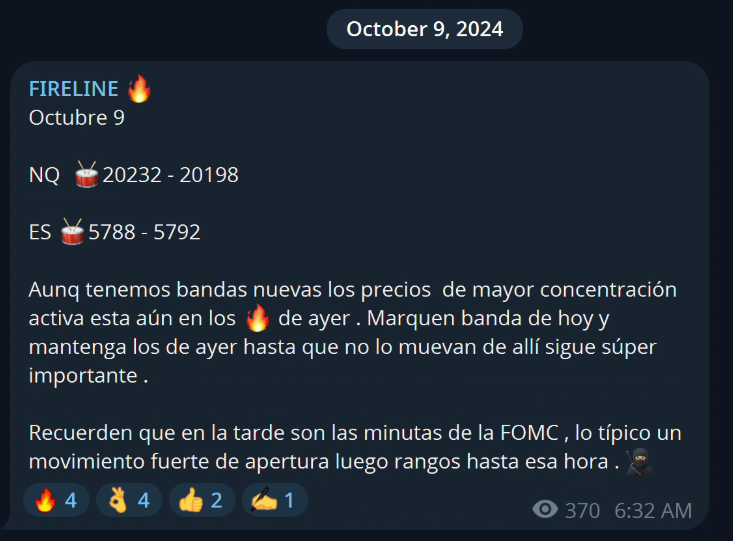 October 9, 2024
FIRELINE 🔥
Octubre 9
NQ 🥁 20232 - 20198
ES 🥁 5788 - 5792
Aunq tenemos bandas nuevas los precios de mayor concentración
activa esta aún en los 🔥 de ayer . Marquen banda de hoy y
mantenga los de ayer hasta que no lo muevan de allí sigue súper
importante .
Recuerden que en la tarde son las minutas de la FOMC , lo típico un
movimiento fuerte de apertura luego rangos hasta esa hora . 🥷
🔥 4 👌 4 👍 2 ✍️ 1
370 6:32 AM